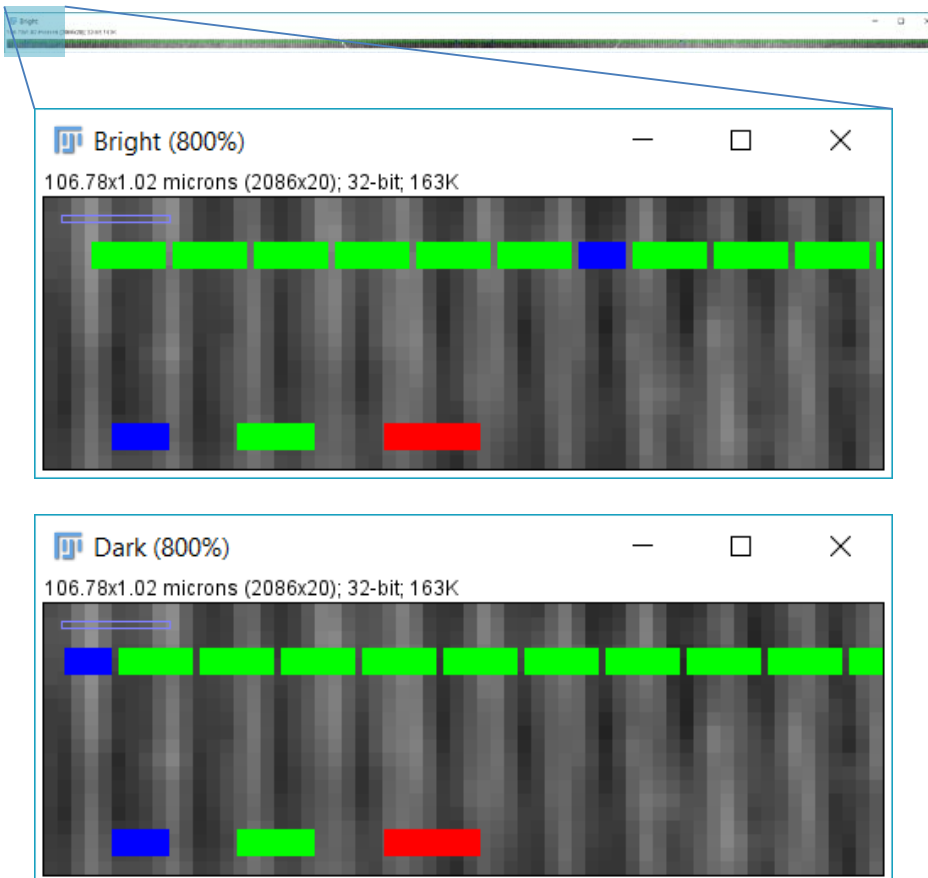 Bright
Bright (800%)
106.78x1.02 microns (2086x20); 32-bit; 163K
Dark (800%)
106.78x1.02 microns (2086x20); 32-bit; 163K